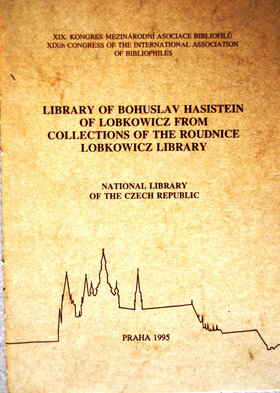 XIX. KONGRES MEZINÁRODNÍ ASOCIACE BIBLIOFILŮ
XIXth CONGRESS OF THE INTERNATIONAL ASSOCIATION
OF BIBLIOPHILES
LIBRARY OF BOHUSLAV HASISTEIN
OF LOBKOWICZ FROM
COLLECTIONS OF THE ROUDNICE
LOBKOWICZ LIBRARY
NATIONAL LIBRARY
OF THE CZECH REPUBLIC
PRAHA 1995